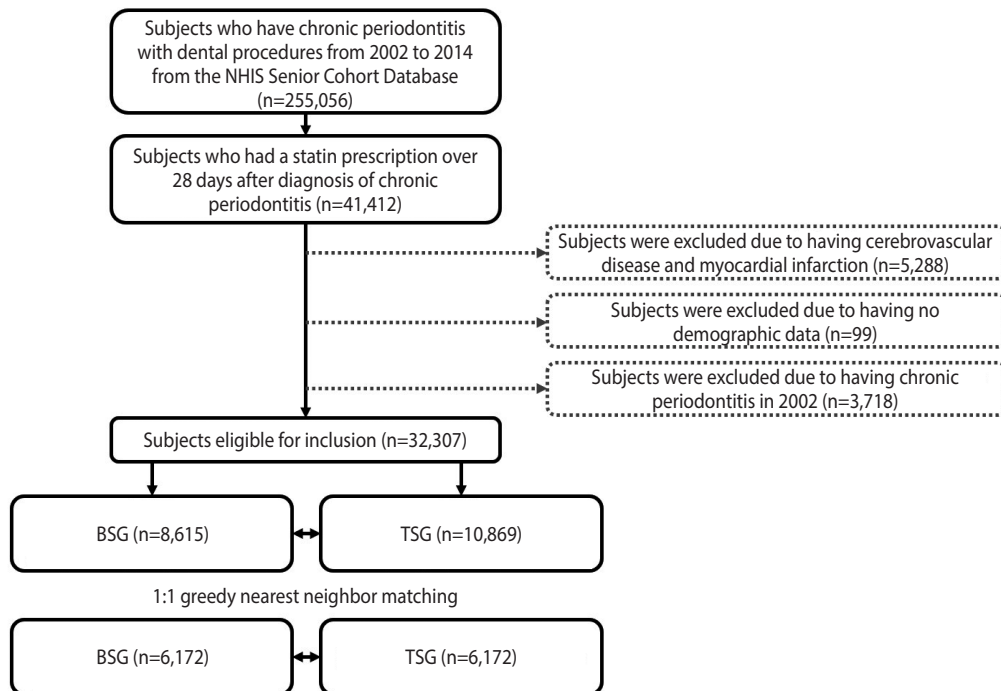 Subjects who have chronic periodontitis
with dental procedures from 2002 to 2014
from the NHIS Senior Cohort Database
(n=255,056)
Subjects who had a statin prescription over
28 days after diagnosis of chronic
periodontitis (n=41,412)
Subjects were excluded due to having cerebrovascular
disease and myocardial infarction (n=5,288)
Subjects were excluded due to having no
demographic data (n=99)
Subjects were excluded due to having chronic
periodontitis in 2002 (n=3,718)
Subjects eligible for inclusion (n=32,307)
BSG (n=8,615)
TSG (n=10,869)
1:1 greedy nearest neighbor matching
BSG (n=6,172)
TSG (n=6,172)